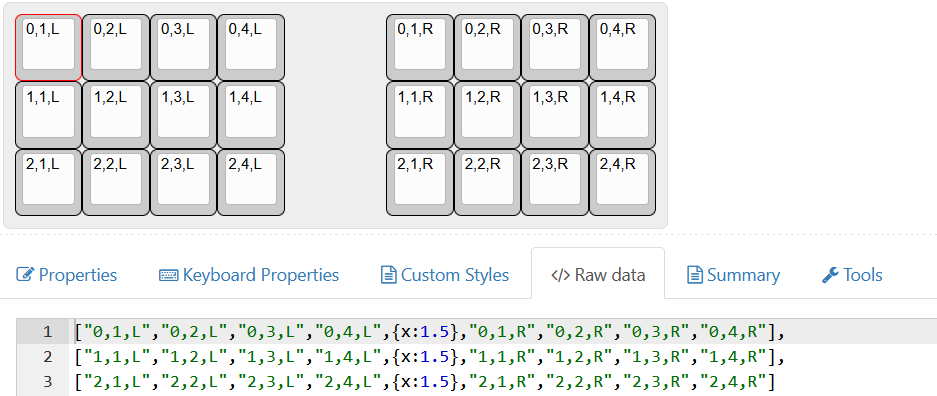 0,1,L 0,2,L 0,3,L 0,4,L 0,1,R 0,2,R 0,3,R 0,4,R
1,1,L 1,2,L 1,3,L 1,4,L 1,1,R 1,2,R 1,3,R 1,4,R
2,1,L 2,2,L 2,3,L 2,4,L 2,1,R 2,2,R 2,3,R 2,4,R
Properties Keyboard Properties Custom Styles </> Raw data Summary Tools
1 ["0,1,L","0,2,L","0,3,L","0,4,L",{x:1.5},"0,1,R","0,2,R","0,3,R","0,4,R"],
2 ["1,1,L","1,2,L","1,3,L","1,4,L",{x:1.5},"1,1,R","1,2,R","1,3,R","1,4,R"],
3 ["2,1,L","2,2,L","2,3,L","2,4,L",{x:1.5},"2,1,R","2,2,R","2,3,R","2,4,R"]